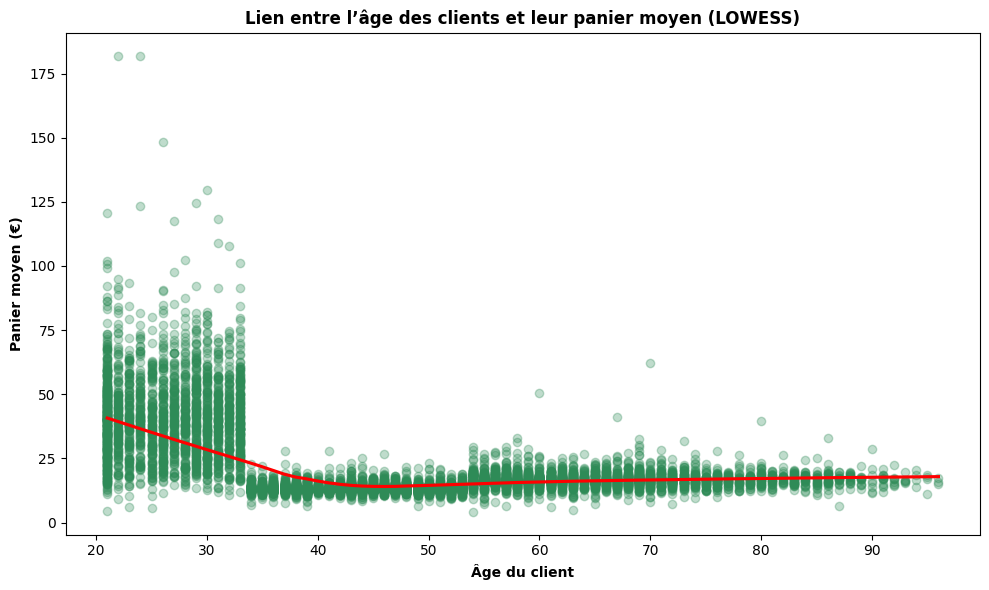 Lien entre l’âge des clients et leur panier moyen (LOWESS)
175
150
125
100
75
50
25
0
Panier moyen (€)
20 30 40 50 60 70 80 90
Âge du client